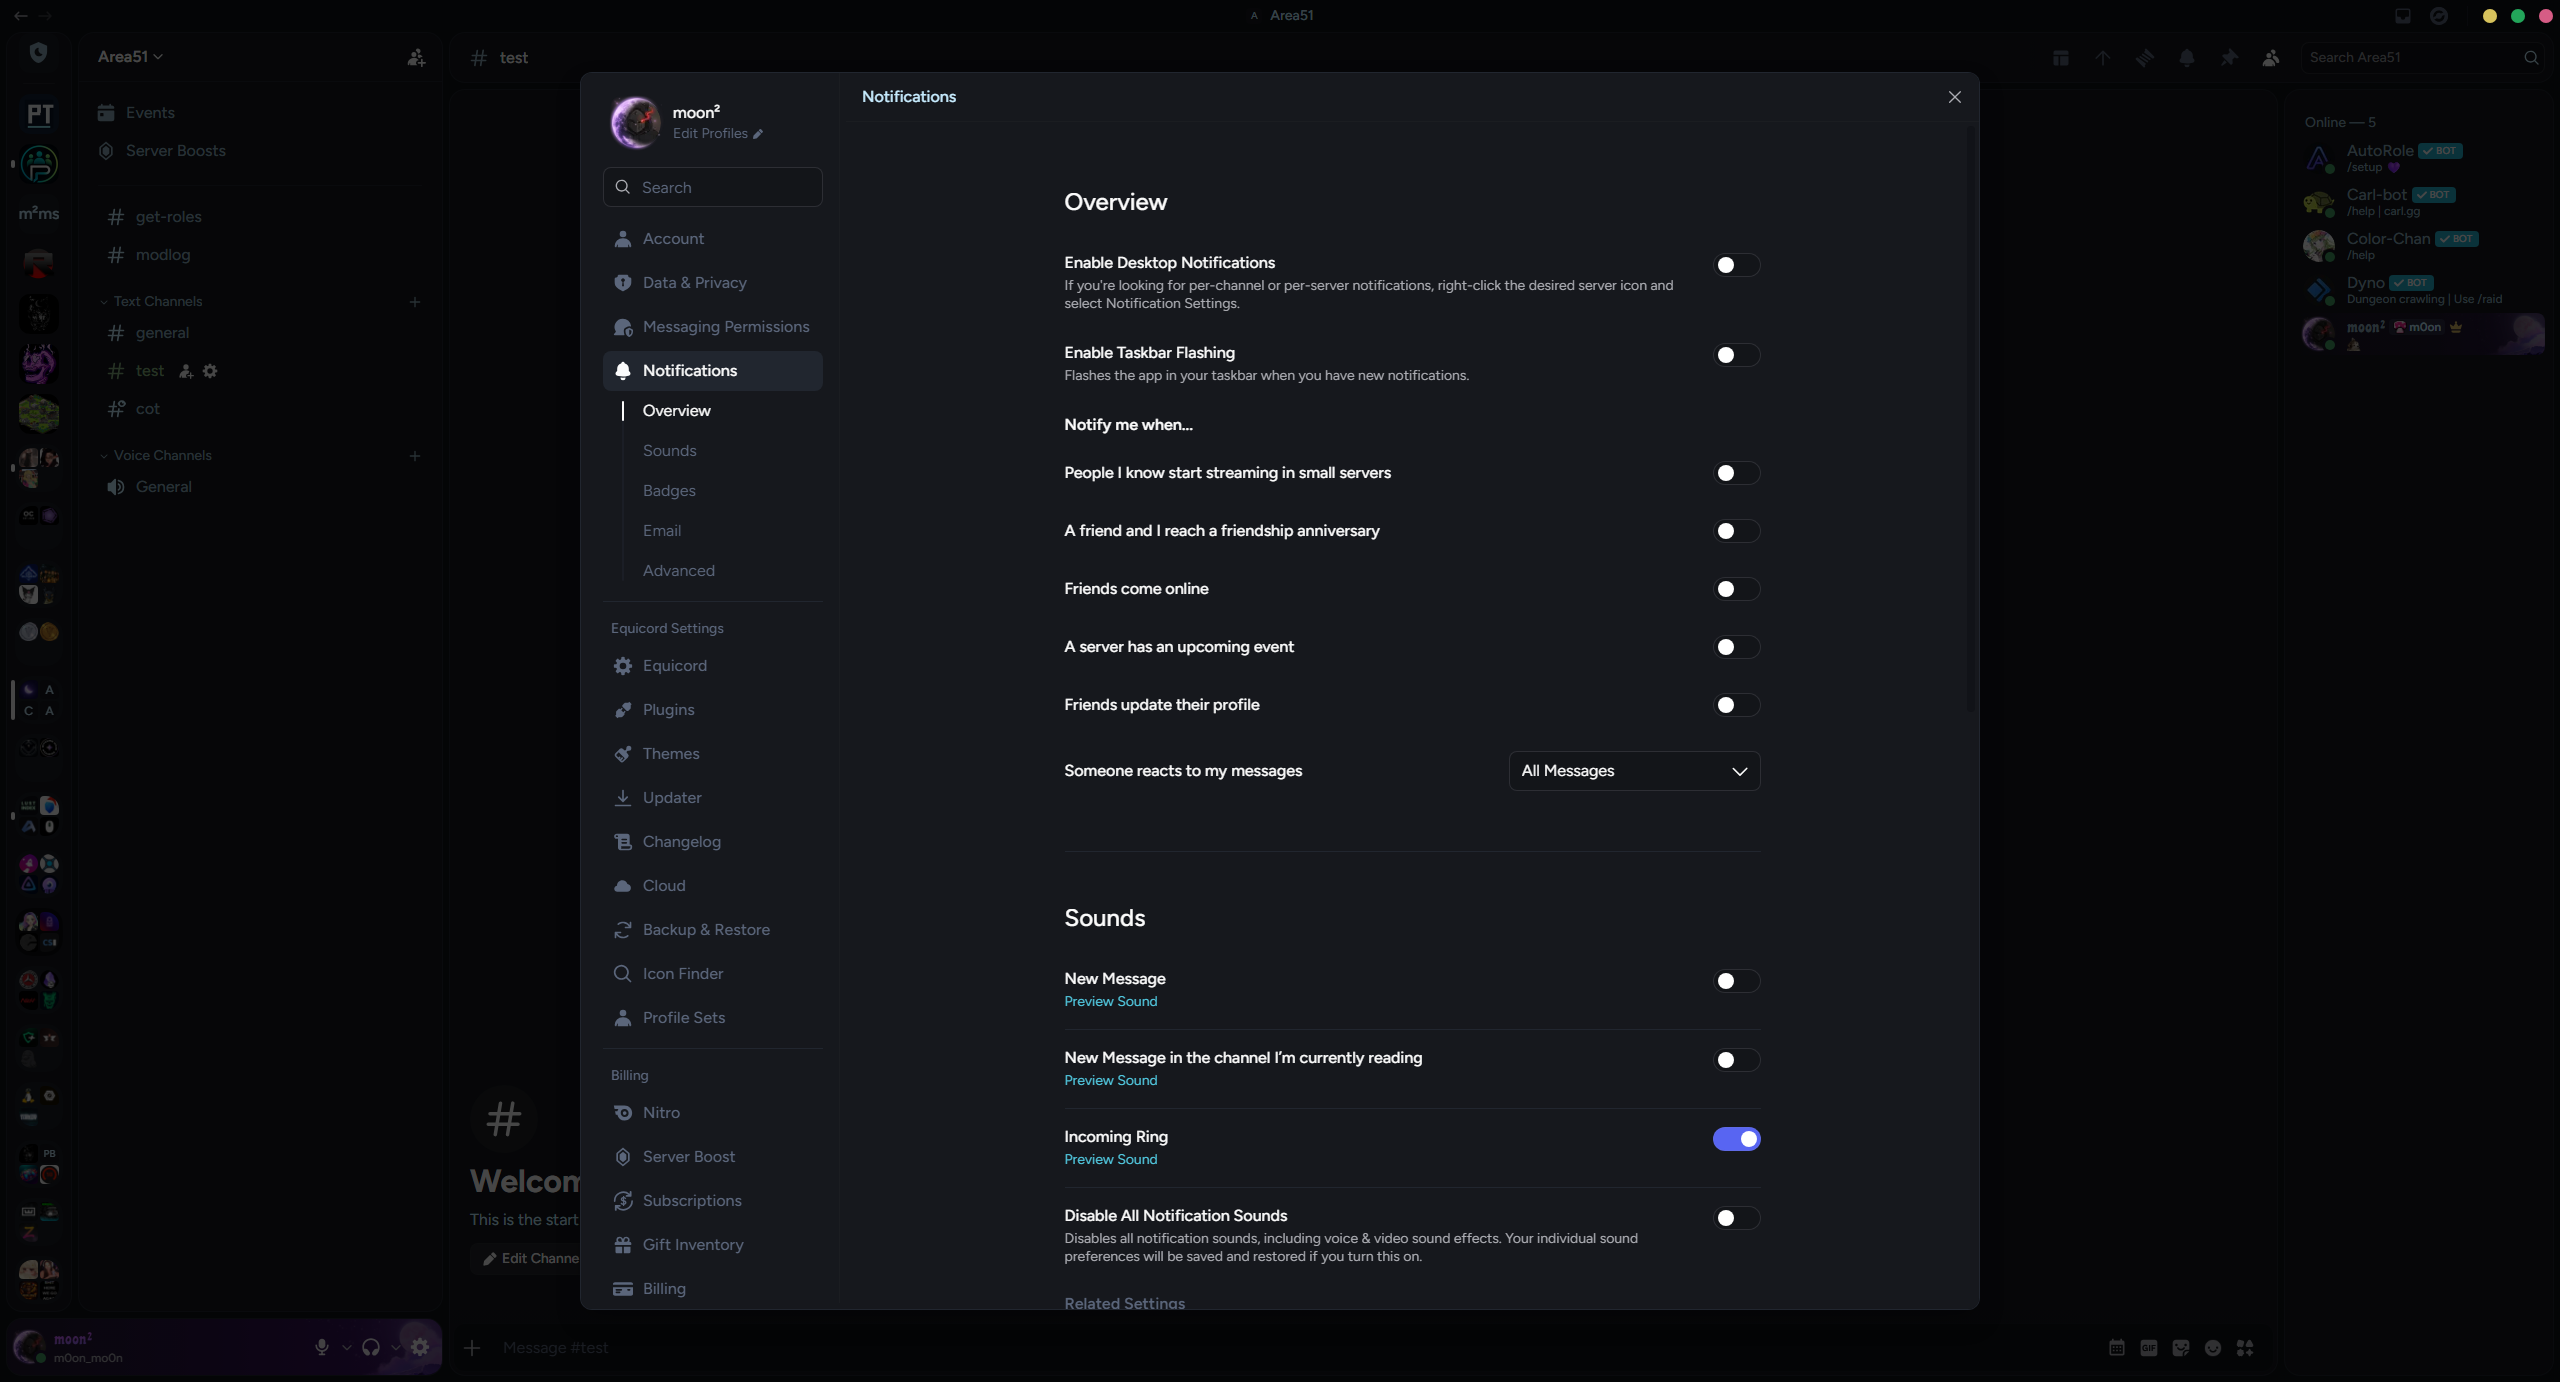 A Area51
Area51
Events
Server Boosts
get-roles
modlog
Text Channels
general
test
cot
Voice Channels
General
PT
m²ms
OC
A
C A
PB
test
Search Area51
Welcom
This is the start
Edit Channe
moon²
m0on_mo0n
Message #test
GIF
moon²
Edit Profiles
Search
Account
Data & Privacy
Messaging Permissions
Notifications
Overview
Sounds
Badges
Email
Advanced
Equicord Settings
Equicord
Plugins
Themes
Updater
Changelog
Cloud
Backup & Restore
Icon Finder
Profile Sets
Billing
Nitro
Server Boost
Subscriptions
Gift Inventory
Billing
Notifications
Overview
Enable Desktop Notifications
If you're looking for per-channel or per-server notifications, right-click the desired server icon and
select Notification Settings.
Enable Taskbar Flashing
Flashes the app in your taskbar when you have new notifications.
Notify me when...
People I know start streaming in small servers
A friend and I reach a friendship anniversary
Friends come online
A server has an upcoming event
Friends update their profile
Someone reacts to my messages
All Messages
Sounds
New Message
Preview Sound
New Message in the channel I’m currently reading
Preview Sound
Incoming Ring
Preview Sound
Disable All Notification Sounds
Disables all notification sounds, including voice & video sound effects. Your individual sound
preferences will be saved and restored if you turn this on.
Related Settings
Online — 5
AutoRole BOT
/setup
Carl-bot BOT
/help | carl.gg
Color-Chan BOT
/help
Dyno BOT
Dungeon crawling | Use /raid
moon² m0on